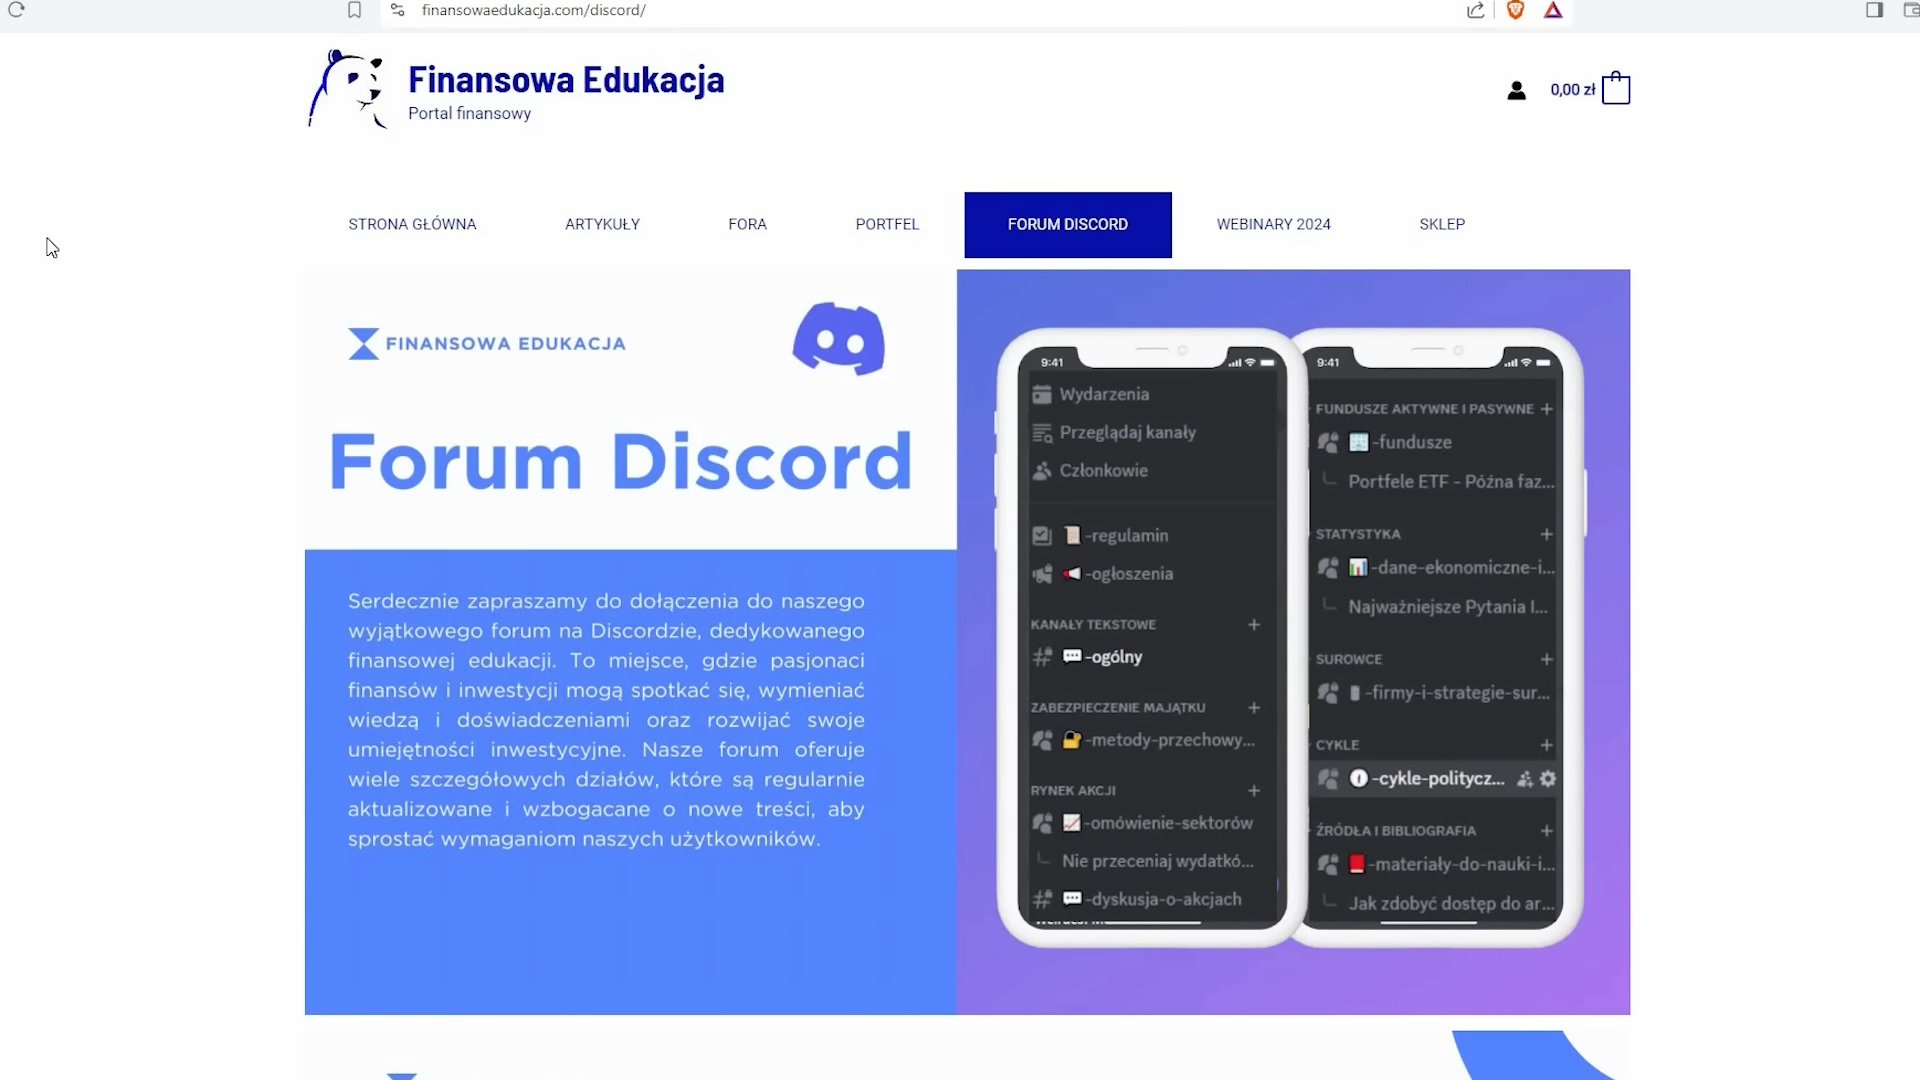 finansowaedukacja.com/discord/
Finansowa Edukacja
Portal finansowy
0,00 zł
STRONA GŁÓWNA
ARTYKUŁY
FORA
PORTFEL
FORUM DISCORD
WEBINARY 2024
SKLEP
FINANSOWA EDUKACJA
Forum Discord
Serdecznie zapraszamy do dołączenia do naszego
wyjątkowego forum na Discordzie, dedykowanego
finansowej edukacji. To miejsce, gdzie pasjonaci
finansów i inwestycji mogą spotkać się, wymieniać
wiedzą i doświadczeniami oraz rozwijać swoje
umiejętności inwestycyjne. Nasze forum oferuje
wiele szczegółowych działów, które są regularnie
aktualizowane i wzbogacane o nowe treści, aby
sprostać wymaganiom naszych użytkowników.
9:41
Wydarzenia
Przeglądaj kanały
Członkowie
-regulamin
-ogłoszenia
KANAŁY TEKSTOWE
-ogólny
ZABEZPIECZENIE MAJĄTKU
-metody-przechowy...
RYNEK AKCJI
-omówienie-sektorów
Nie przeceniaj wydatkó...
-dyskusja-o-akcjach
9:41
FUNDUSZE AKTYWNE I PASYWNE
-fundusze
Portfele ETF - Późna faz...
STATYSTYKA
-dane-ekonomiczne-i...
Najważniejsze Pytania I...
SUROWCE
-firmy-i-strategie-sur...
CYKLE
-cykle-politycz...
ŹRÓDŁA I BIBLIOGRAFIA
-materiały-do-nauki-i...
Jak zdobyć dostęp do ar...